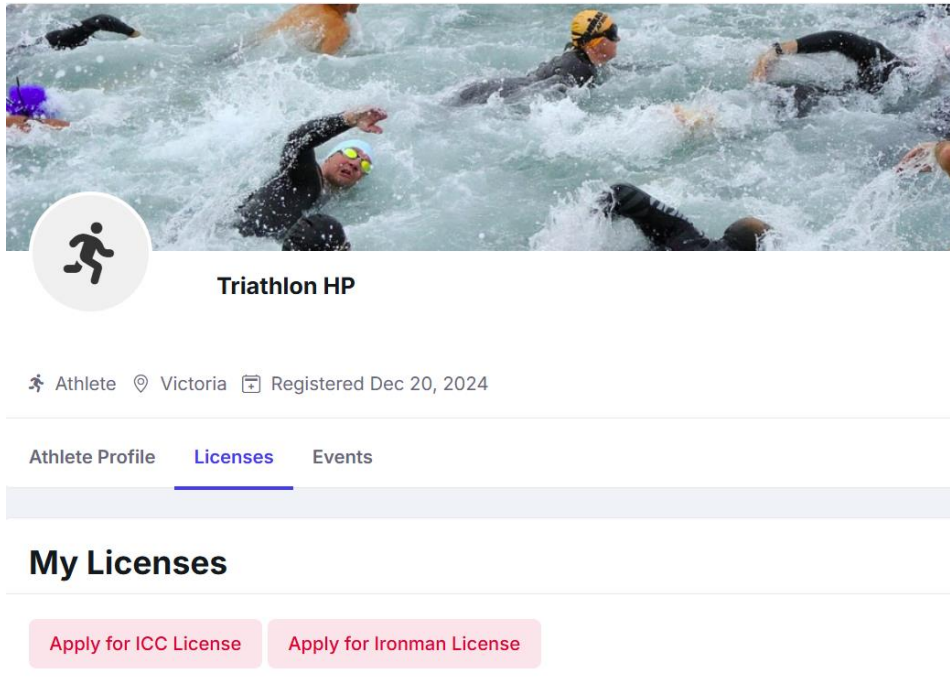 Triathlon HP
Athlete Victoria Registered Dec 20, 2024
Athlete Profile Licenses Events
My Licenses
Apply for ICC License Apply for Ironman License